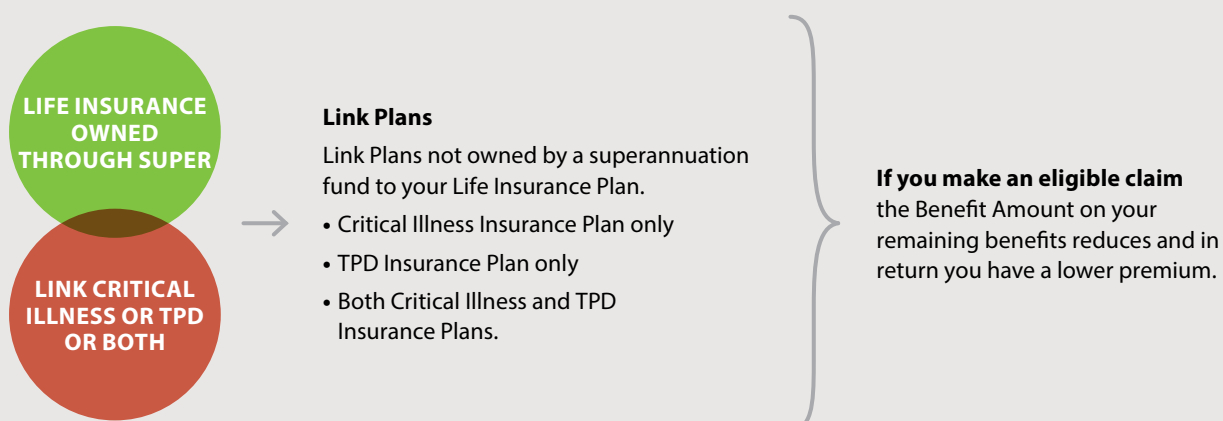 LIFE INSURANCE
OWNED
THROUGH SUPER
LINK CRITICAL
ILLNESS OR TPD
OR BOTH
Link Plans
Link Plans not owned by a superannuation
fund to your Life Insurance Plan.
• Critical Illness Insurance Plan only
• TPD Insurance Plan only
• Both Critical Illness and TPD
Insurance Plans.
If you make an eligible claim
the Benefit Amount on your
remaining benefits reduces and in
return you have a lower premium.